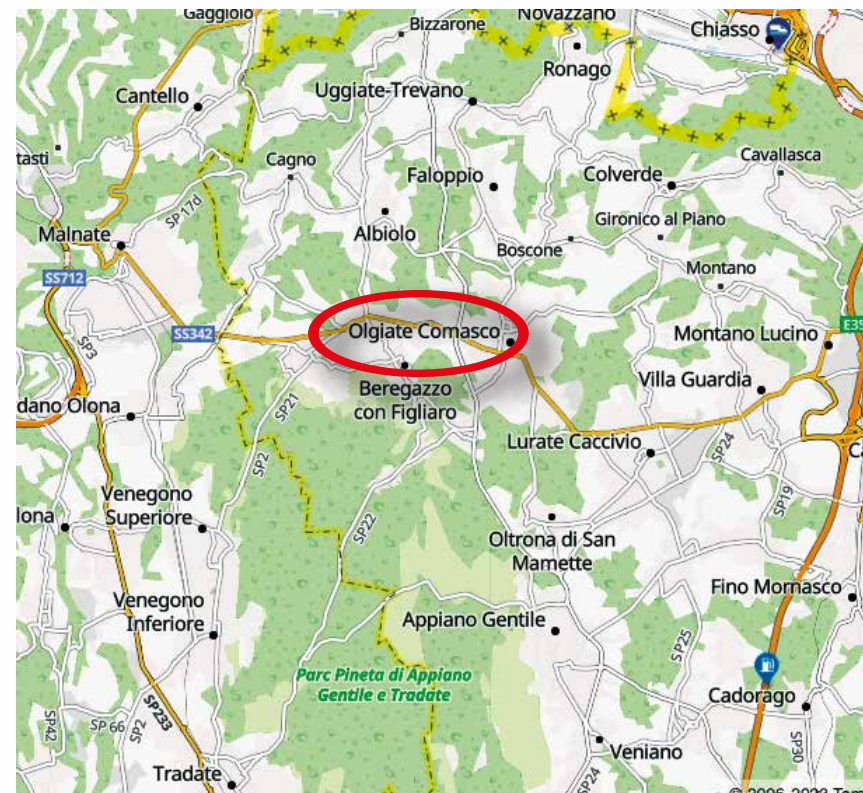 Gaggiolo
Bizzarone
Novazzano
Chiasso
Ronago
Cantello
Uggiate-Trevano
tasti
Cagno
Faloppio
Colverde
Cavallasca
SP 17d
Gironico al Piano
Malnate
Albiolo
Boscone
SS712
Montano
SS342
Olgiate Comasco
Montano Lucino
E35
SP3
Beregazzo
con Figliaro
Villa Guardia
dano Olona
SP21
Lurate Caccivio
SP24
Ca
SP2
Venegono
Superiore
SP19
lona
SP22
Oltrona di San
Mamette
Fino Mornasco
Venegono
Inferiore
Appiano Gentile
SP25
Parc Pineta di Appiano
Gentile e Tradate
Cadorago
SP 66
SP2
SP233
SP42
SP30
Veniano
Tradate
SP24